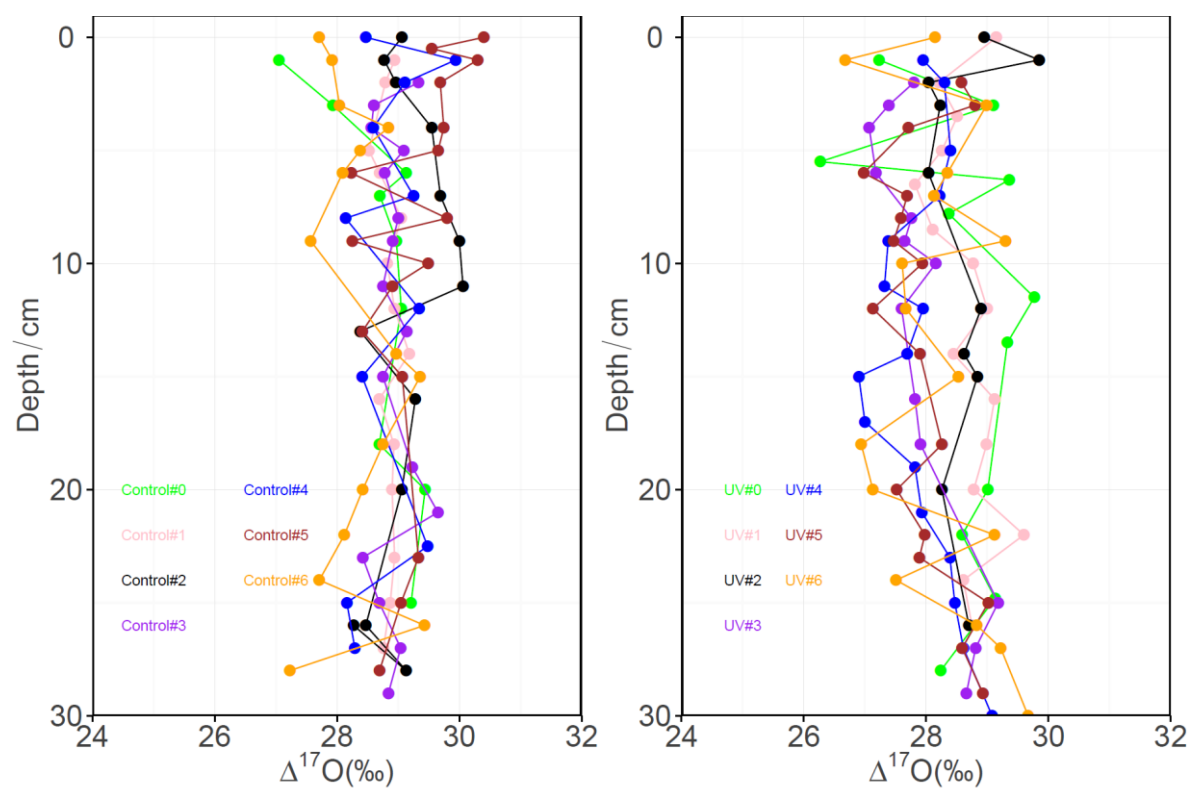 0
10
20
30
Depth / cm
Control#0 Control#4
Control#1 Control#5
Control#2 Control#6
Control#3
24 26 28 30 32
Δ¹⁷O(‰)
0
10
20
30
Depth / cm
UV#0 UV#4
UV#1 UV#5
UV#2 UV#6
UV#3
24 26 28 30 32
Δ¹⁷O(‰)